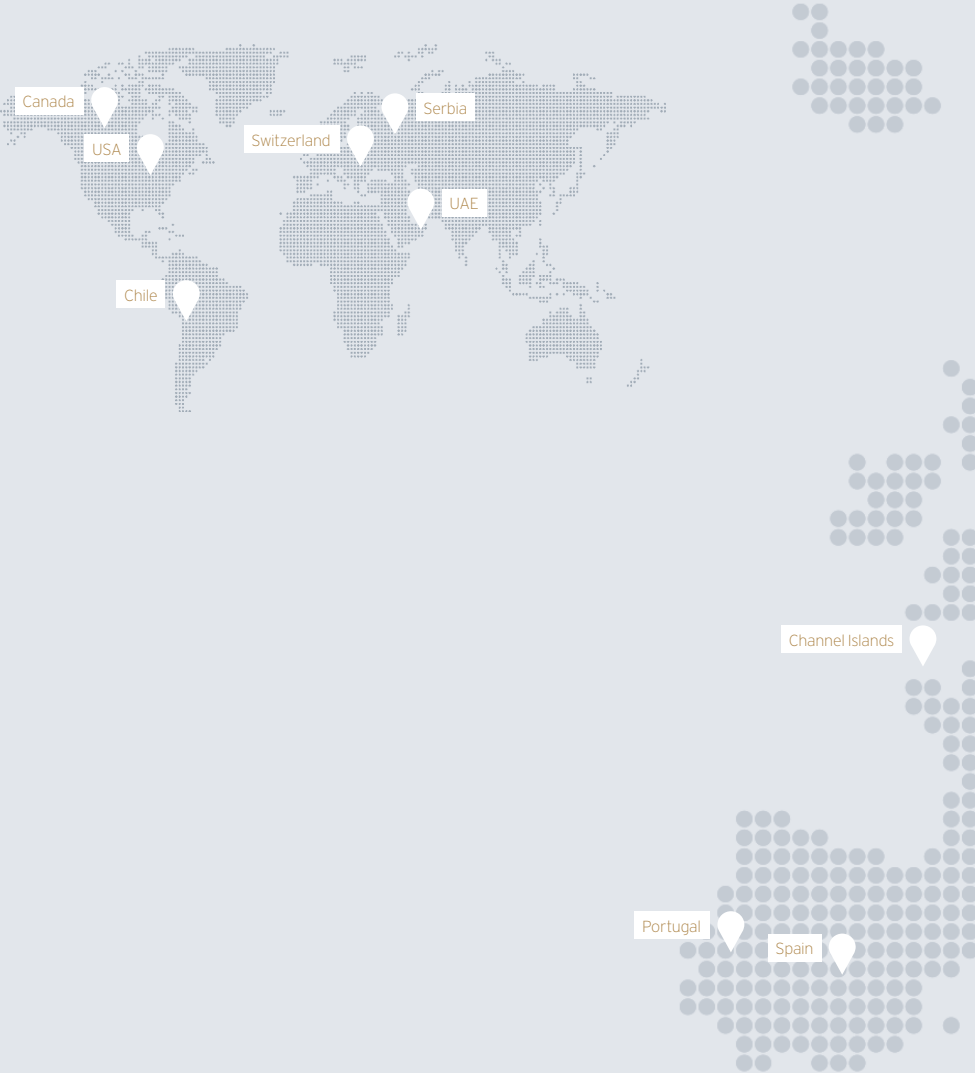 Canada
Serbia
Switzerland
USA
UAE
Chile
Channel Islands
Portugal
Spain